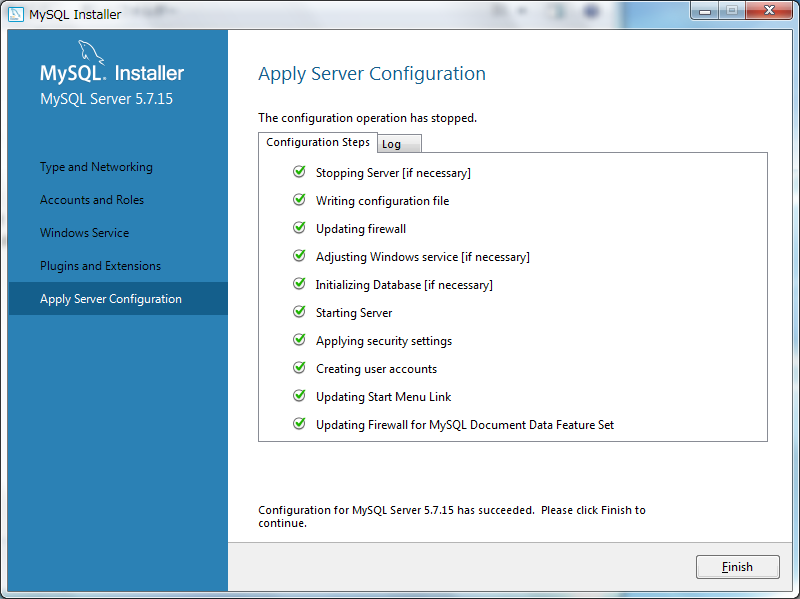 MySQL Installer
MySQL. Installer
MySQL Server 5.7.15
Type and Networking
Accounts and Roles
Windows Service
Plugins and Extensions
Apply Server Configuration
Apply Server Configuration
The configuration operation has stopped.
Configuration Steps
Log
Stopping Server [if necessary]
Writing configuration file
Updating firewall
Adjusting Windows service [if necessary]
Initializing Database [if necessary]
Starting Server
Applying security settings
Creating user accounts
Updating Start Menu Link
Updating Firewall for MySQL Document Data Feature Set
Configuration for MySQL Server 5.7.15 has succeeded.  Please click Finish to
continue.
Finish